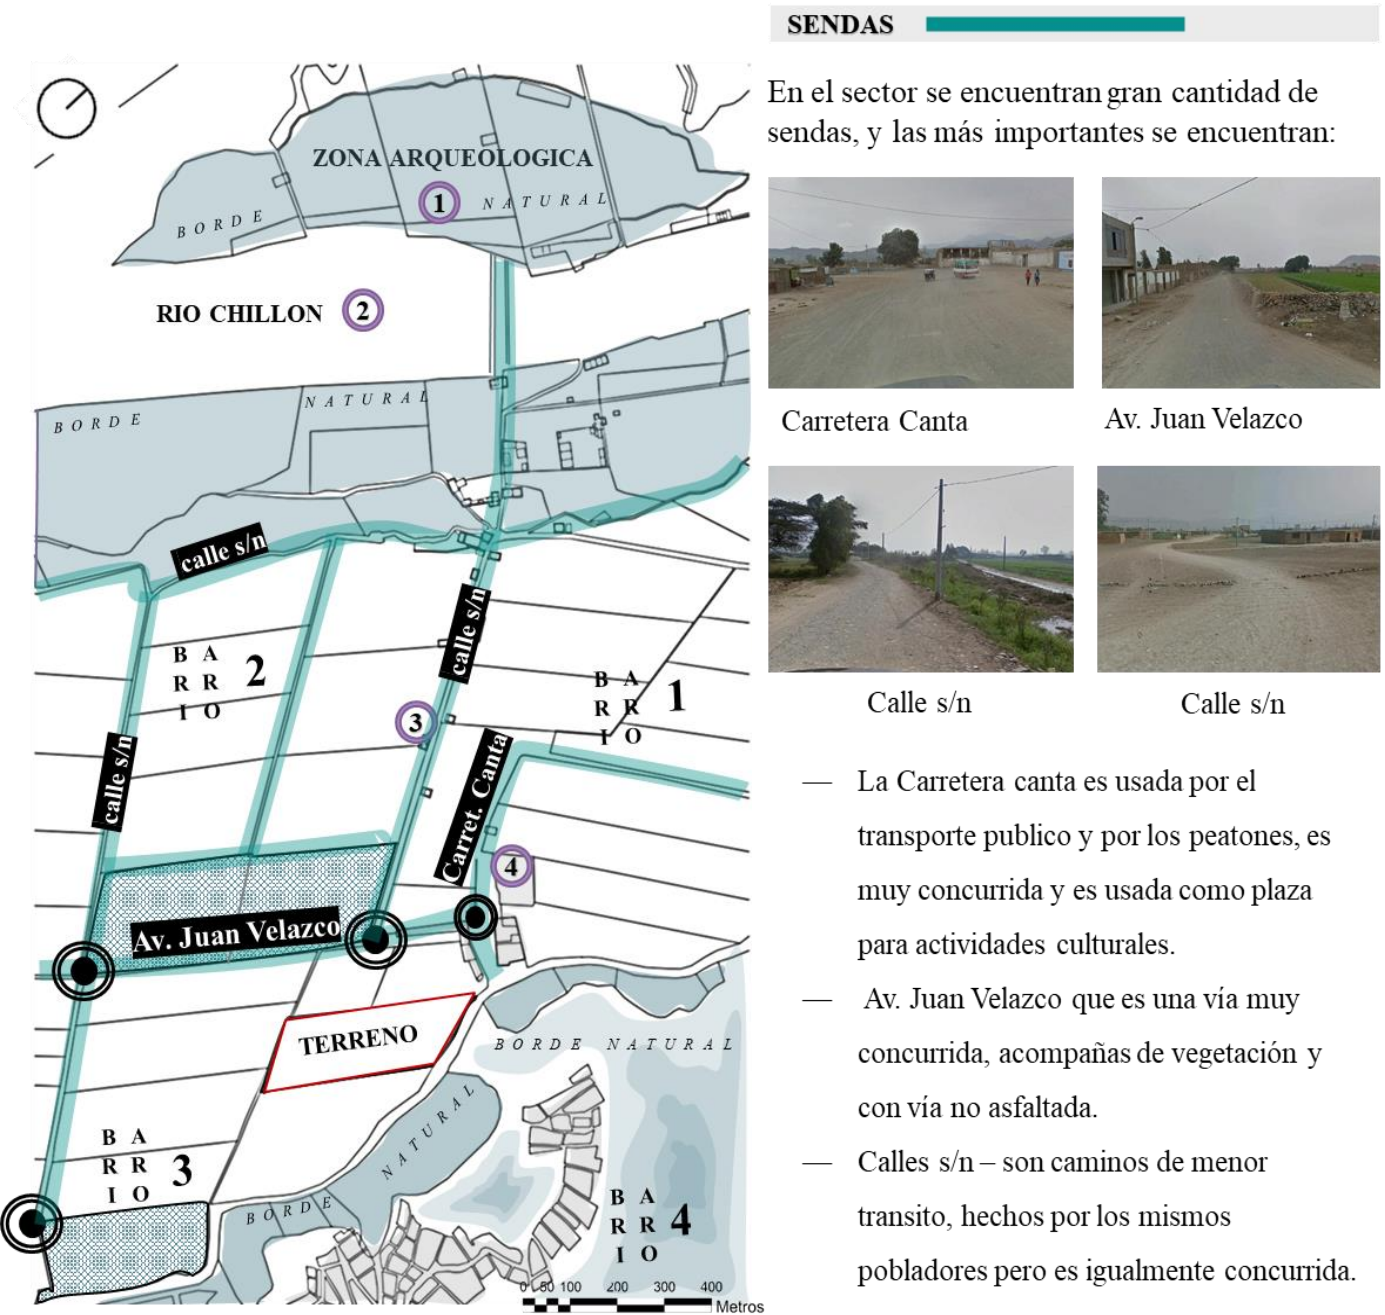 SENDAS
En el sector se encuentran gran cantidad de
sendas, y las más importantes se encuentran:
Carretera Canta
Av. Juan Velazco
Calle s/n
Calle s/n
— La Carretera canta es usada por el
transporte publico y por los peatones, es
muy concurrida y es usada como plaza
para actividades culturales.
— Av. Juan Velazco que es una vía muy
concurrida, acompañas de vegetación y
con vía no asfaltada.
— Calles s/n – son caminos de menor
transito, hechos por los mismos
pobladores pero es igualmente concurrida.
ZONA ARQUEOLOGICA
1
BORDE NATURAL
RIO CHILLON 2
BORDE NATURAL
calle s/n
calle s/n
BARRIO 2
BARRIO 1
3
calle s/n
Carret. Canta
4
Av. Juan Velazco
TERRENO
BORDE NATURAL
BORDE NATURAL
BARRIO 3
BARRIO 4
0 50 100 200 300 400
Metros